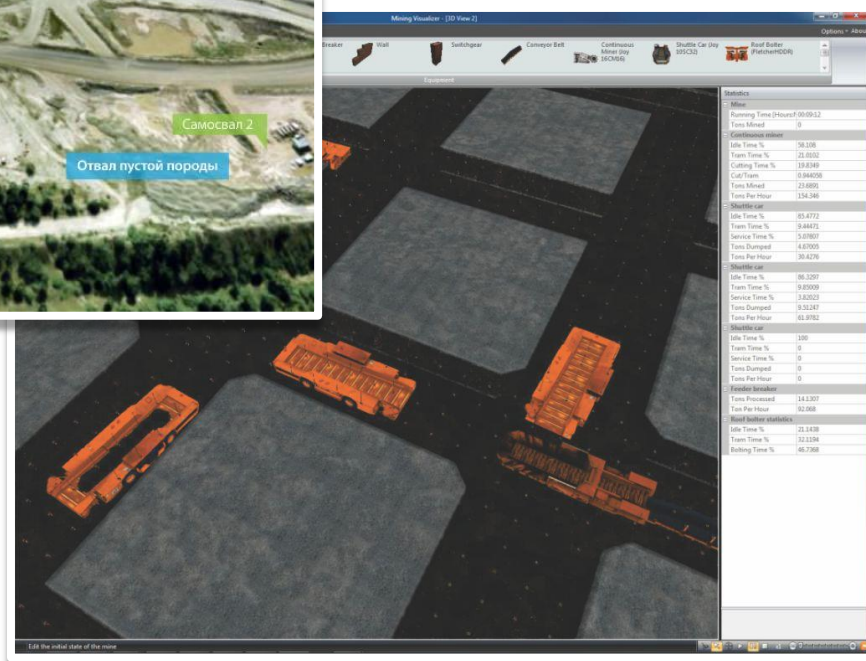 Самосвал 2
Отвал пустой породы
Mining Visualizer - [3D View 2]
Options
Breaker
Wall
Switchgear
Conveyor Belt
Continuous Miner (Joy 16CM16)
Shuttle Car (Joy 10SC32)
Roof Bolter (FletcherHDDR)
Equipment
Statistics
Mine
Running Time [Hours: 00:09:12
Tons Mined 0
Continuous miner
Idle Time % 58.108
Tram Time % 21.0102
Cutting Time % 19.8349
Cut/Tram 0.944058
Tons Mined 23.6891
Tons Per Hour 154.346
Shuttle car
Idle Time % 85.4772
Tram Time % 9.44471
Service Time % 5.07807
Tons Dumped 4.67005
Tons Per Hour 30.4276
Shuttle car
Idle Time % 86.3297
Tram Time % 9.85009
Service Time % 3.82023
Tons Dumped 9.51247
Tons Per Hour 61.9782
Shuttle car
Idle Time % 100
Tram Time % 0
Service Time % 0
Tons Dumped 0
Tons Per Hour 0
Feeder breaker
Tons Processed 14.1307
Ton Per Hour 92.068
Roof bolter statistics
Idle Time % 21.1438
Tram Time % 32.1194
Bolting Time % 46.7368
Edit the initial state of the mine